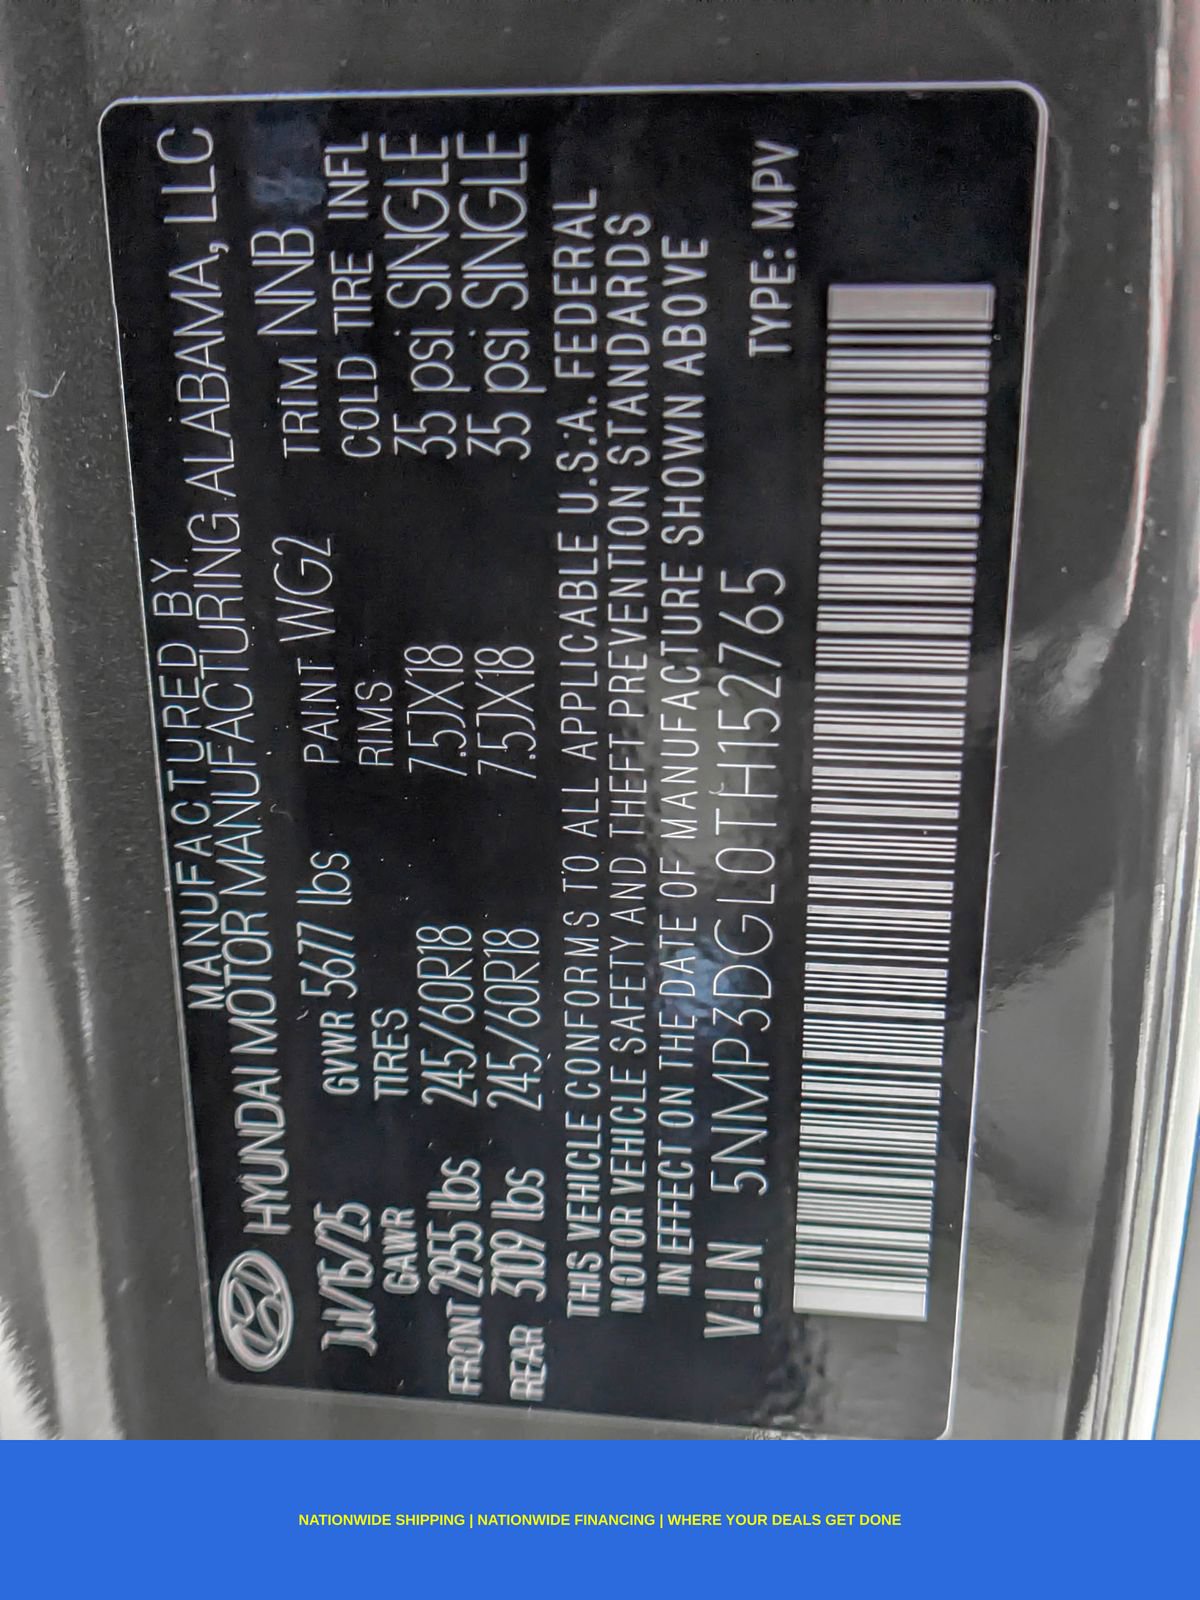 MANUFACTURED BY
HYUNDAI MOTOR MANUFACTURING ALABAMA, LLC
Jul/15/25 GVWR 5677 lbs PAINT WG2 TRIM NNB
GAWR TIRES RIMS COLD TIRE INFL
FRONT 2955 lbs 245/60R18 7.5JX18 35 psi SINGLE
REAR 3109 lbs 245/60R18 7.5JX18 35 psi SINGLE
THIS VEHICLE CONFORMS TO ALL APPLICABLE U.S.A. FEDERAL
MOTOR VEHICLE SAFETY AND THEFT PREVENTION STANDARDS
IN EFFECT ON THE DATE OF MANUFACTURE SHOWN ABOVE
V.I.N 5NMP3DGL0TH152765 TYPE: MPV
NATIONWIDE SHIPPING | NATIONWIDE FINANCING | WHERE YOUR DEALS GET DONE